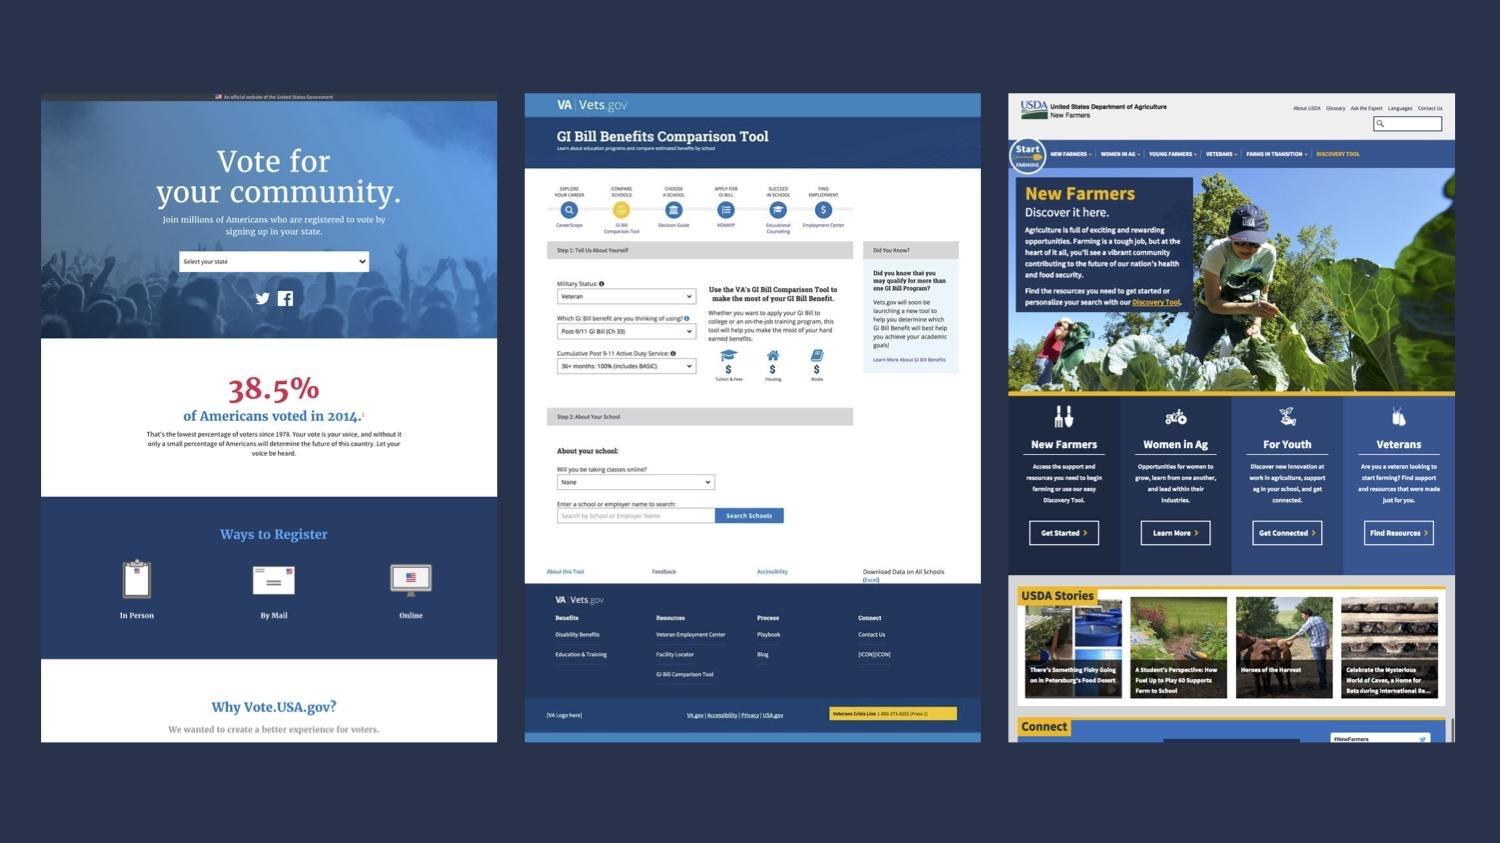 An official website of the United States Government
Vote for
your community.
Join millions of Americans who are registered to vote by
signing up in your state.
Select your state
38.5%
of Americans voted in 2014.1
That's the lowest percentage of voters since 1978. Your vote is your voice, and without it
only a small percentage of Americans will determine the future of this country. Let your
voice be heard.
Ways to Register
In Person
By Mail
Online
Why Vote.USA.gov?
We wanted to create a better experience for voters.
VA | Vets.gov
GI Bill Benefits Comparison Tool
Learn about education programs and compare estimated benefits by school
EXPLORE
YOUR CAREER
CareerScope
COMPARE
SCHOOLS
GI Bill
Comparison Tool
CHOOSE
A SCHOOL
Decision Guide
APPLY FOR
GI BILL
VONAPP
SUCCEED
IN SCHOOL
Educational
Counseling
FIND
EMPLOYMENT
$
Employment Center
Step 1: Tell Us About Yourself
Military Status:
Veteran
Which GI Bill benefit are you thinking of using?
Post-9/11 GI Bill (Ch 33)
Cumulative Post 9-11 Active Duty Service:
36+ months: 100% (includes BASIC)
Use the VA's GI Bill Comparison Tool to
make the most of your GI Benefit.
Whether you want to apply your GI Bill to
college or an on-the-job training program, this
tool will help you make the most of your hard
earned benefits.
$ $ $
Tuition & Fees
Housing
Books
Did You Know?
Did you know that you
may qualify for more than
one GI Bill Program?
Vets.gov will soon be
launching a new tool to
help you determine which
GI Bill Benefit will best help
you achieve your academic
goals!
Learn More About GI Bill Benefits
Step 2: About Your School
About your school:
Will you be taking classes online?
None
Enter a school or employer name to search:
Search by School or Employer Name
Search Schools
About this Tool
Feedback
Accessibility
Download Data on All Schools
(Excel)
VA | Vets.gov
Benefits
Disability Benefits
Education & Training
Resources
Veteran Employment Center
Facility Locator
GI Bill Comparison Tool
Process
Playbook
Blog
Connect
Contact Us
[ICON][ICON]
[VA Logo here]
VA.gov | Accessibility | Privacy | USA.gov
Veterans Crisis Line 1-800-273-8255 (Press 1)
USDA
United States Department of Agriculture
New Farmers
About USDA Glossary Ask the Expert Languages Contact Us
Start
FARMING
NEW FARMERS
WOMEN IN AG
YOUNG FARMERS
VETERANS
FARMS IN TRANSITION
DISCOVERY TOOL
New Farmers
Discover it here.
Agriculture is full of exciting and rewarding
opportunities. Farming is a tough job, but at the
heart of it all, you'll see a vibrant community
contributing to the future of our nation's health
and food security.
Find the resources you need to get started or
personalize your search with our Discovery Tool.
New Farmers
Access the support and
resources you need to begin
farming or use our easy
Discovery Tool.
Get Started
Women in Ag
Opportunities for women to
grow, learn from one another,
and lead within their
industries.
Learn More
For Youth
Discover new innovation at
work in agriculture, support
ag in your school, and get
connected.
Get Connected
Veterans
Are you a veteran looking to
start farming? Find support
and resources that were made
just for you.
Find Resources
USDA Stories
There's Something Fishy Going
on in Petersburg's Food Desert
A Student's Perspective: How
Fuel Up to Play 60 Supports
Farm to School
Heroes of the Harvest
Celebrate the Mysterious
World of Caves, a Home for
Bats during International Ba...
Connect
#NewFarmers